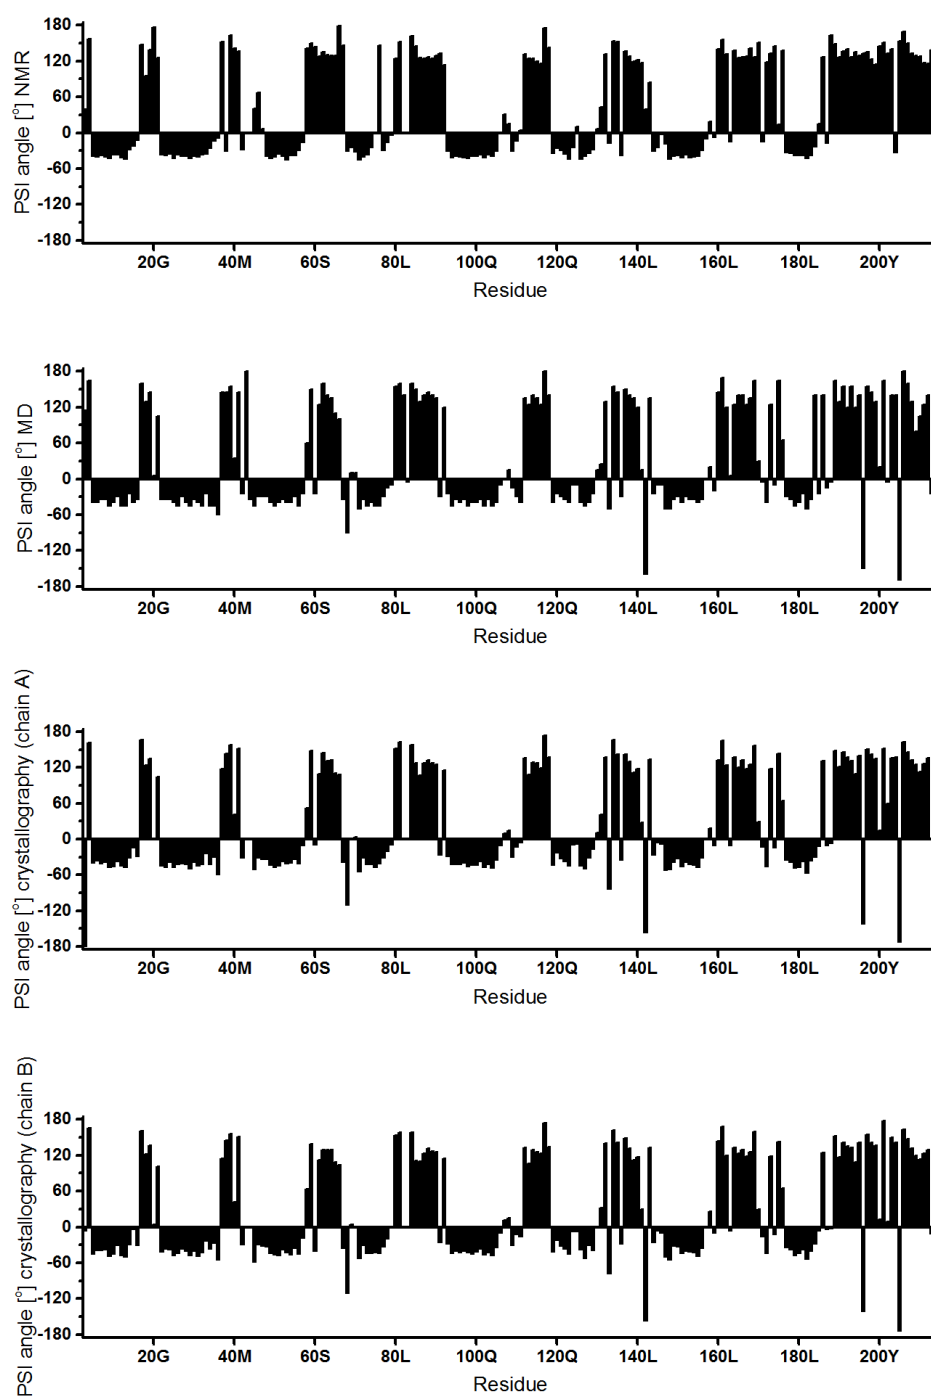 PSI angle [°] NMR
180
120
60
0
-60
-120
-180
20G 40M 60S 80L 100Q 120Q 140L 160L 180L 200Y
Residue
PSI angle [°] MD
180
120
60
0
-60
-120
-180
20G 40M 60S 80L 100Q 120Q 140L 160L 180L 200Y
Residue
PSI angle [°] crystallography (chain A)
180
120
60
0
-60
-120
-180
20G 40M 60S 80L 100Q 120Q 140L 160L 180L 200Y
Residue
PSI angle [°] crystallography (chain B)
180
120
60
0
-60
-120
-180
20G 40M 60S 80L 100Q 120Q 140L 160L 180L 200Y
Residue